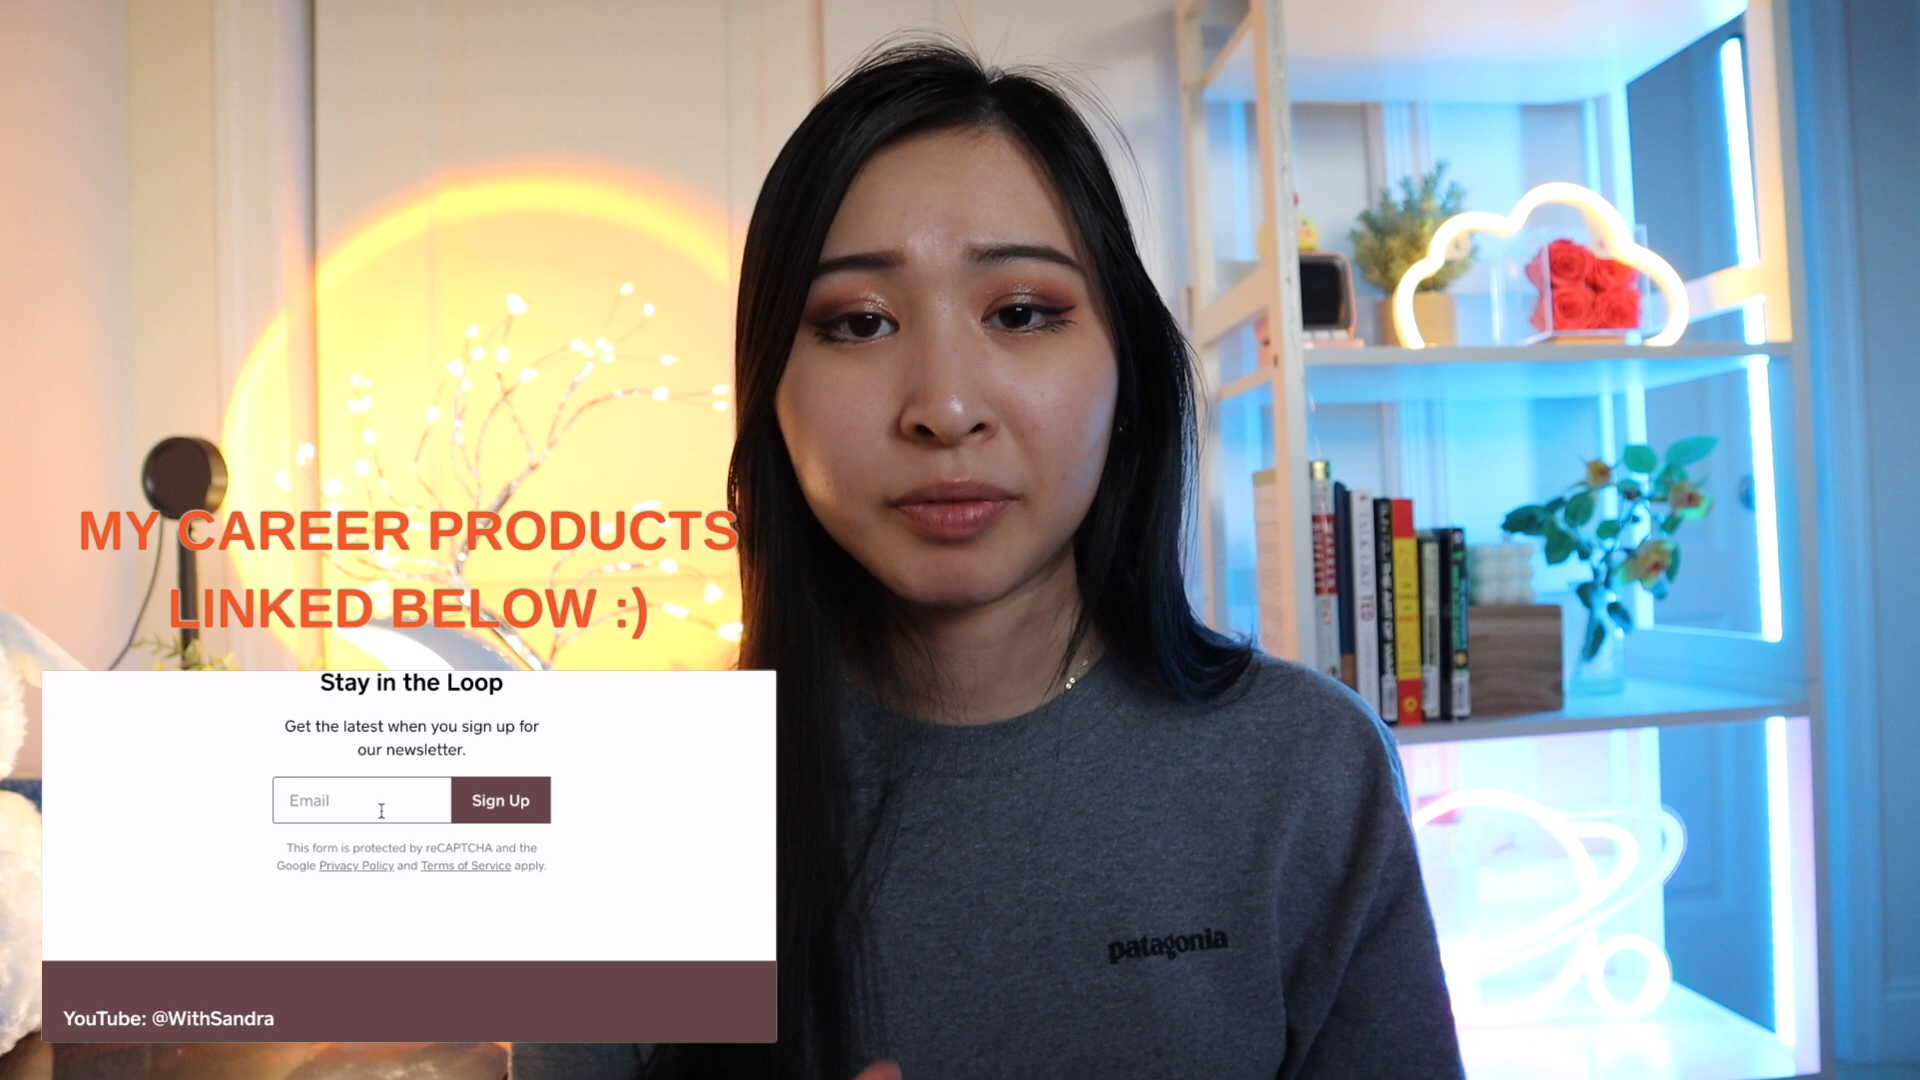 MY CAREER PRODUCTS
LINKED BELOW :)
Stay in the Loop
Get the latest when you sign up for
our newsletter.
Email
Sign Up
This form is protected by reCAPTCHA and the
Google Privacy Policy and Terms of Service apply.
YouTube: @WithSandra
patagonia
TED